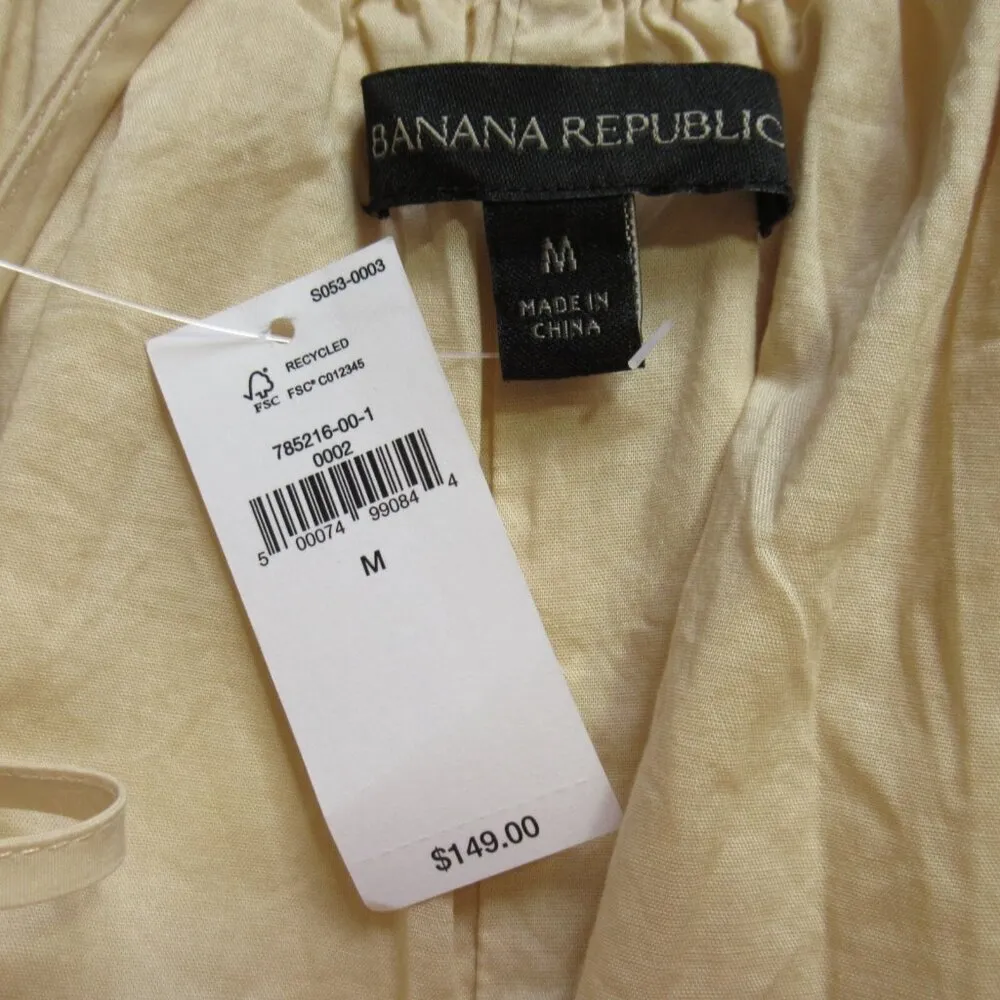 BANANA REPUBLIC
M
MADE IN
CHINA
S053-0003
RECYCLED
FSC® C012345
FSC
785216-00-1
0002
5 00074 99084 4
M
$149.00